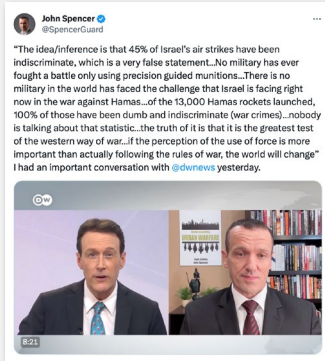 John Spencer
@SpencerGuard
"The idea/inference is that 45% of Israel's air strikes have been
indiscriminate, which is a very false statement...No military has ever
fought a battle only using precision guided munitions...There is no
military in the world has faced the challenge that Israel is facing right
now in the war against Hamas...of the 13,000 Hamas rockets launched,
100% of those have been dumb and indiscriminate (war crimes)...nobody
is talking about that statistic...the truth of it is that it is the greatest test
of the western way of war...if the perception of the use of force is more
important than actually following the rules of war, the world will change"
I had an important conversation with @dwnews yesterday.
DW
URBAN WARFARE
8:21